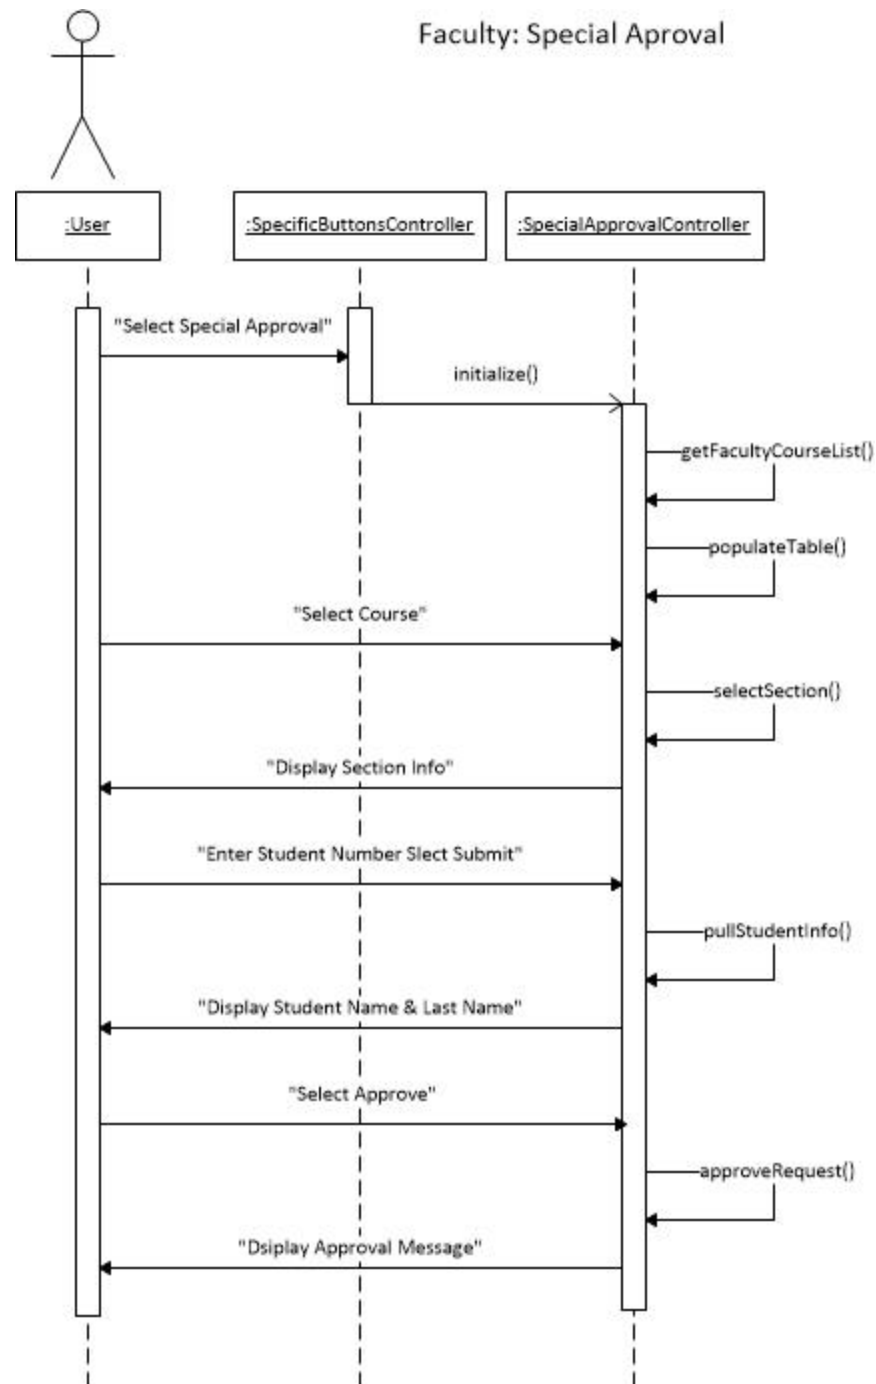 Faculty: Special Aproval
:User
:SpecificButtonsController
:SpecialApprovalController
"Select Special Approval"
initialize()
getFacultyCourseList()
populateTable()
"Select Course"
selectSection()
"Display Section Info"
"Enter Student Number Slect Submit"
pullStudentInfo()
"Display Student Name & Last Name"
"Select Approve"
approveRequest()
"Dsiplay Approval Message"